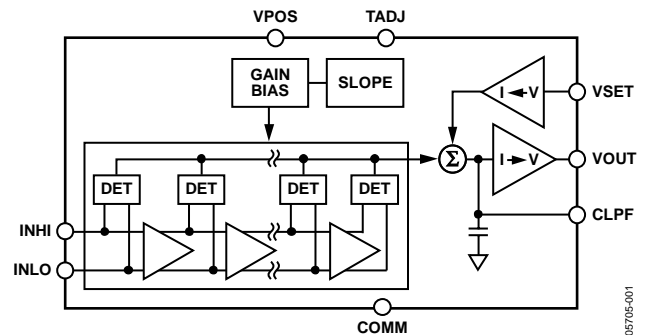 VPOS
TADJ
GAIN
BIAS
SLOPE
I V
VSET
Σ
I V
VOUT
DET
DET
DET
DET
CLPF
INHI
INLO
COMM
05705-001